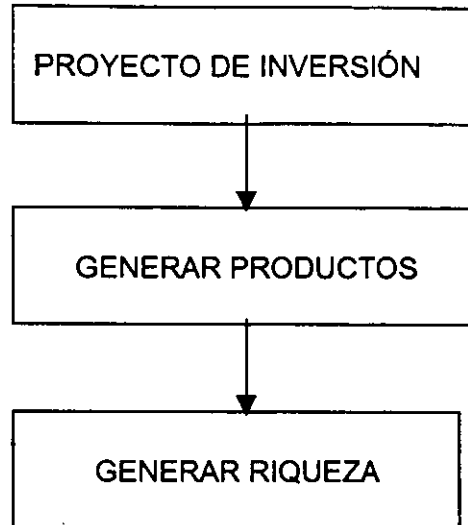 PROYECTO DE INVERSIÓN
GENERAR PRODUCTOS
GENERAR RIQUEZA